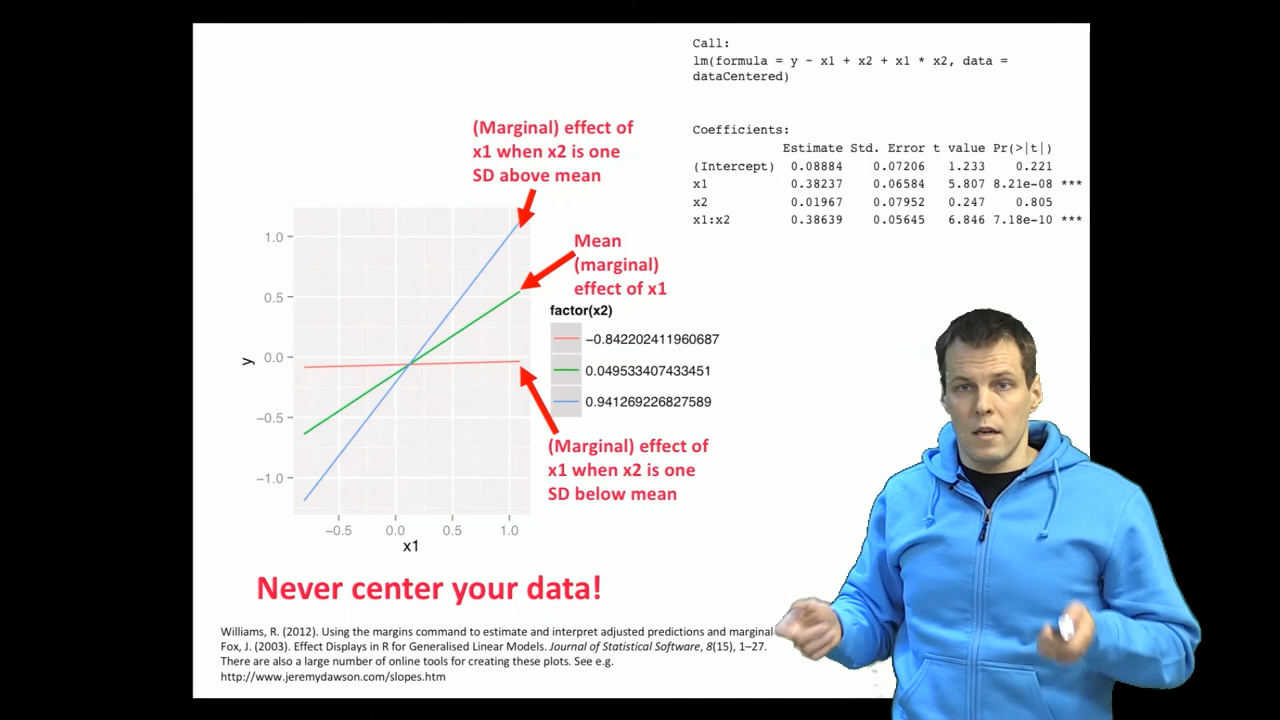 Call:
lm(formula = y ~ x1 + x2 + x1 * x2, data =
dataCentered)
Coefficients:
Estimate Std. Error t value Pr(>|t|)
(Intercept) 0.08884 0.07206 1.233 0.221
x1 0.38237 0.06584 5.807 8.21e-08 ***
x2 0.01967 0.07952 0.247 0.805
x1:x2 0.38639 0.05645 6.846 7.18e-10 ***
(Marginal) effect of
x1 when x2 is one
SD above mean
Mean
(marginal)
effect of x1
factor(x2)
−0.842202411960687
0.049533407433451
0.941269226827589
(Marginal) effect of
x1 when x2 is one
SD below mean
1.0
0.5
0.0
−0.5
−1.0
y
−0.5 0.0 0.5 1.0
x1
Never center your data!
Williams, R. (2012). Using the margins command to estimate and interpret adjusted predictions and marginal
Fox, J. (2003). Effect Displays in R for Generalised Linear Models. Journal of Statistical Software, 8(15), 1–27.
There are also a large number of online tools for creating these plots. See e.g.
http://www.jeremydawson.com/slopes.htm